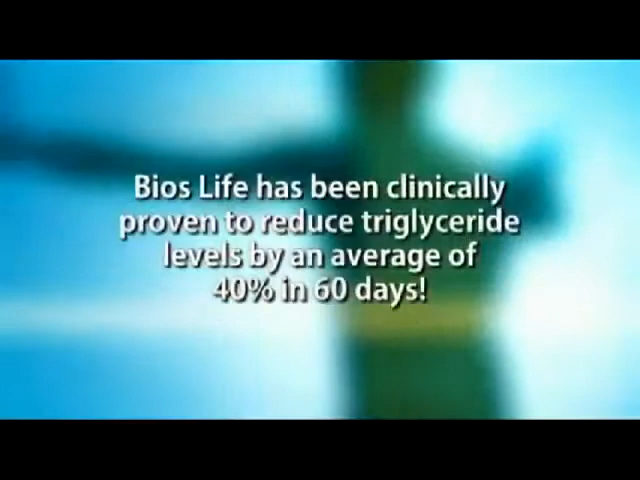 Bios Life has been clinically
proven to reduce triglyceride
levels by an average of
40% in 60 days!